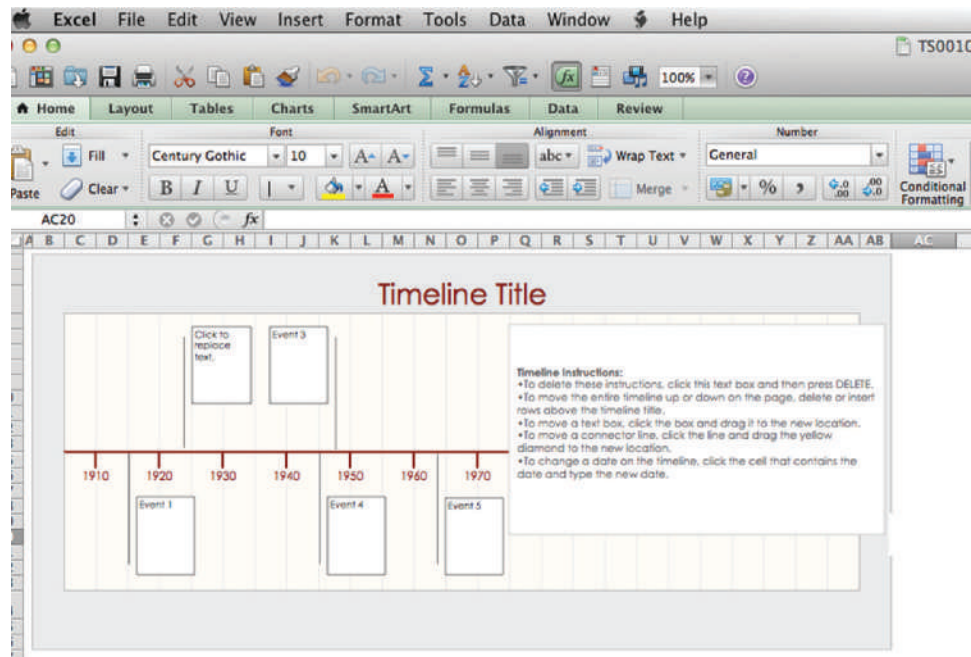 Excel File Edit View Insert Format Tools Data Window Help
TS0010
100%
Home Layout Tables Charts SmartArt Formulas Data Review
Edit Font Alignment Number
Fill Century Gothic 10 A A abc Wrap Text General
Paste Clear B I U A Merge % , .0 .00 .00 .0 Conditional
Formatting
AC20 fx
A B C D E F G H I J K L M N O P Q R S T U V W X Y Z AA AB AC
Timeline Title
Click to
replace
text.
Event 3
Timeline Instructions:
•To delete these instructions, click this text box and then press DELETE.
•To move the entire timeline up or down on the page, delete or insert
rows above the timeline title.
•To move a text box, click the box and drag it to the new location.
•To move a connector line, click the line and drag the yellow
diamond to the new location.
•To change a date on the timeline, click the cell that contains the
date and type the new date.
1910 1920 1930 1940 1950 1960 1970
Event 1
Event 4
Event 5